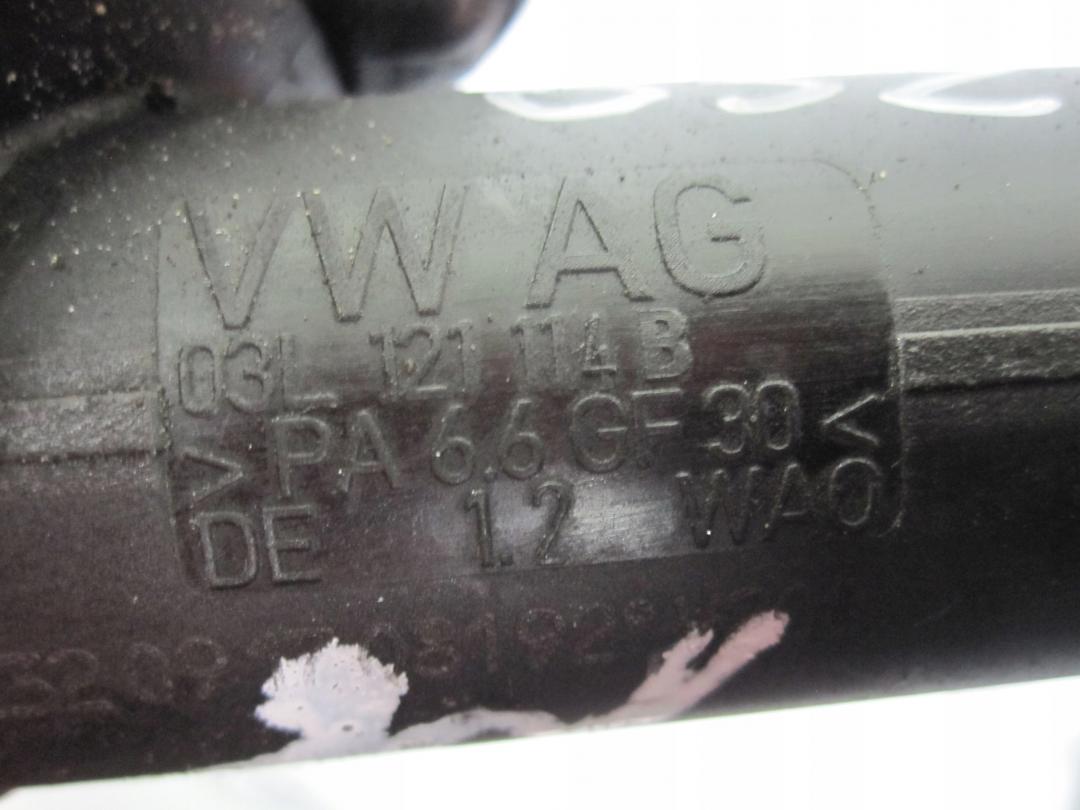 VW AG
03L 121 114 B
>PA 6.6 GF 30<
DE 1.2 WAO